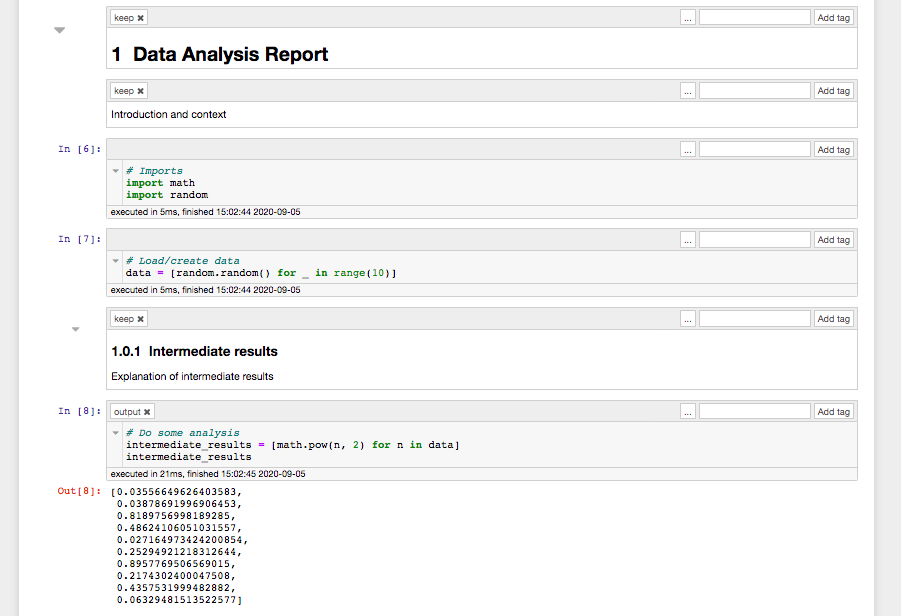 keep ✖ ... Add tag
1 Data Analysis Report
keep ✖ ... Add tag
Introduction and context
In [6]: ... Add tag
# Imports
import math
import random
executed in 5ms, finished 15:02:44 2020-09-05
In [7]: ... Add tag
# Load/create data
data = [random.random() for _ in range(10)]
executed in 5ms, finished 15:02:44 2020-09-05
keep ✖ ... Add tag
1.0.1 Intermediate results
Explanation of intermediate results
In [8]: output ✖ ... Add tag
# Do some analysis
intermediate_results = [math.pow(n, 2) for n in data]
intermediate_results
executed in 21ms, finished 15:02:45 2020-09-05
Out[8]: [0.03556649626403583,
0.03878691996906453,
0.8189756998189285,
0.48624106051031557,
0.027164973424200854,
0.25294921218312644,
0.8957769506569015,
0.2174302400047508,
0.4357531999482882,
0.06329481513522577]